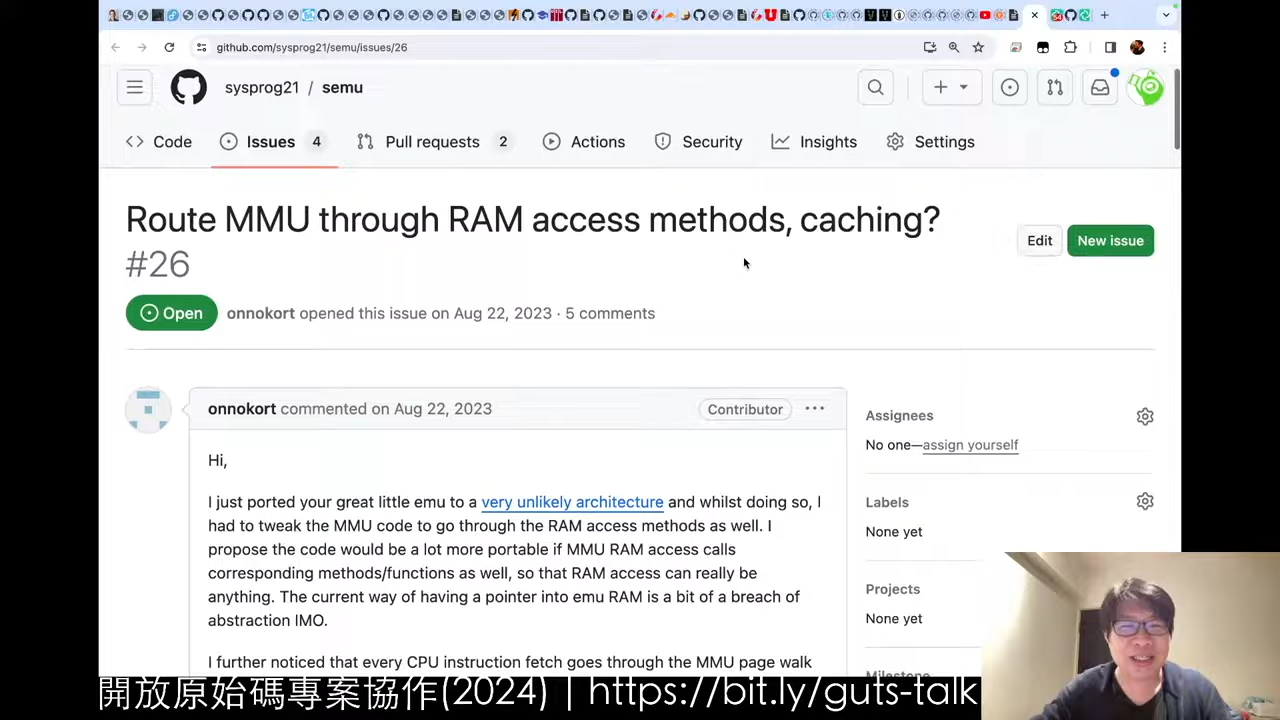 github.com/sysprog21/semu/issues/26
sysprog21 / semu
Code
Issues 4
Pull requests 2
Actions
Security
Insights
Settings
Route MMU through RAM access methods, caching?
#26
Edit
New issue
Open
onnokort opened this issue on Aug 22, 2023 · 5 comments
onnokort commented on Aug 22, 2023
Contributor
Hi,
I just ported your great little emu to a very unlikely architecture and whilst doing so, I
had to tweak the MMU code to go through the RAM access methods as well. I
propose the code would be a lot more portable if MMU RAM access calls
corresponding methods/functions as well, so that RAM access can really be
anything. The current way of having a pointer into emu RAM is a bit of a breach of
abstraction IMO.
I further noticed that every CPU instruction fetch goes through the MMU page walk
Assignees
No one—assign yourself
Labels
None yet
Projects
None yet
Milestone
開放原始碼專案協作(2024) | https://bit.ly/guts-talk